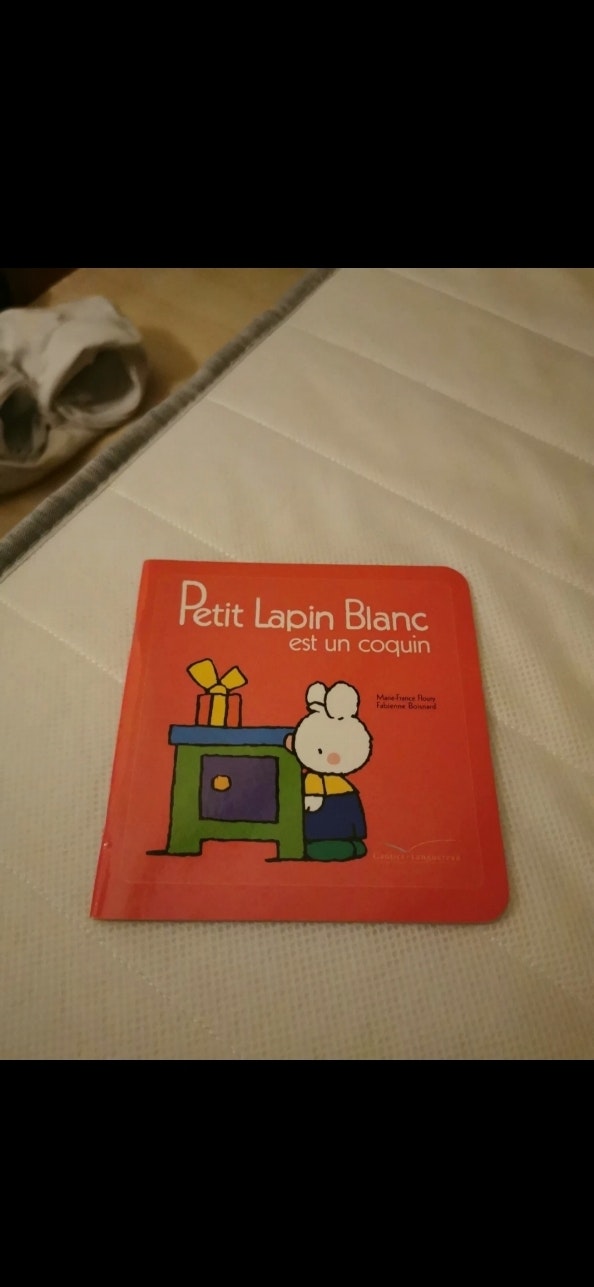 Petit Lapin Blanc
est un coquin
Marie-France Floury
Fabienne Boisnard